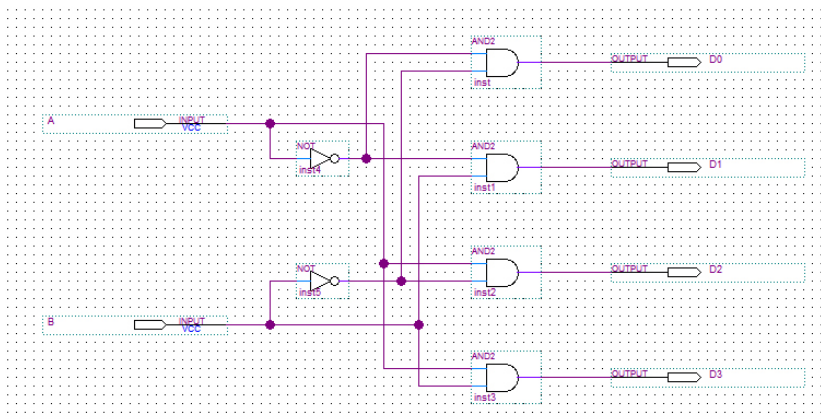 AND2
OUTPUT
D0
inst
A
INPUT
VCC
NOT
inst4
AND2
OUTPUT
D1
inst1
AND2
NOT
OUTPUT
D2
inst5
inst2
B
INPUT
VCC
AND2
OUTPUT
D3
inst3